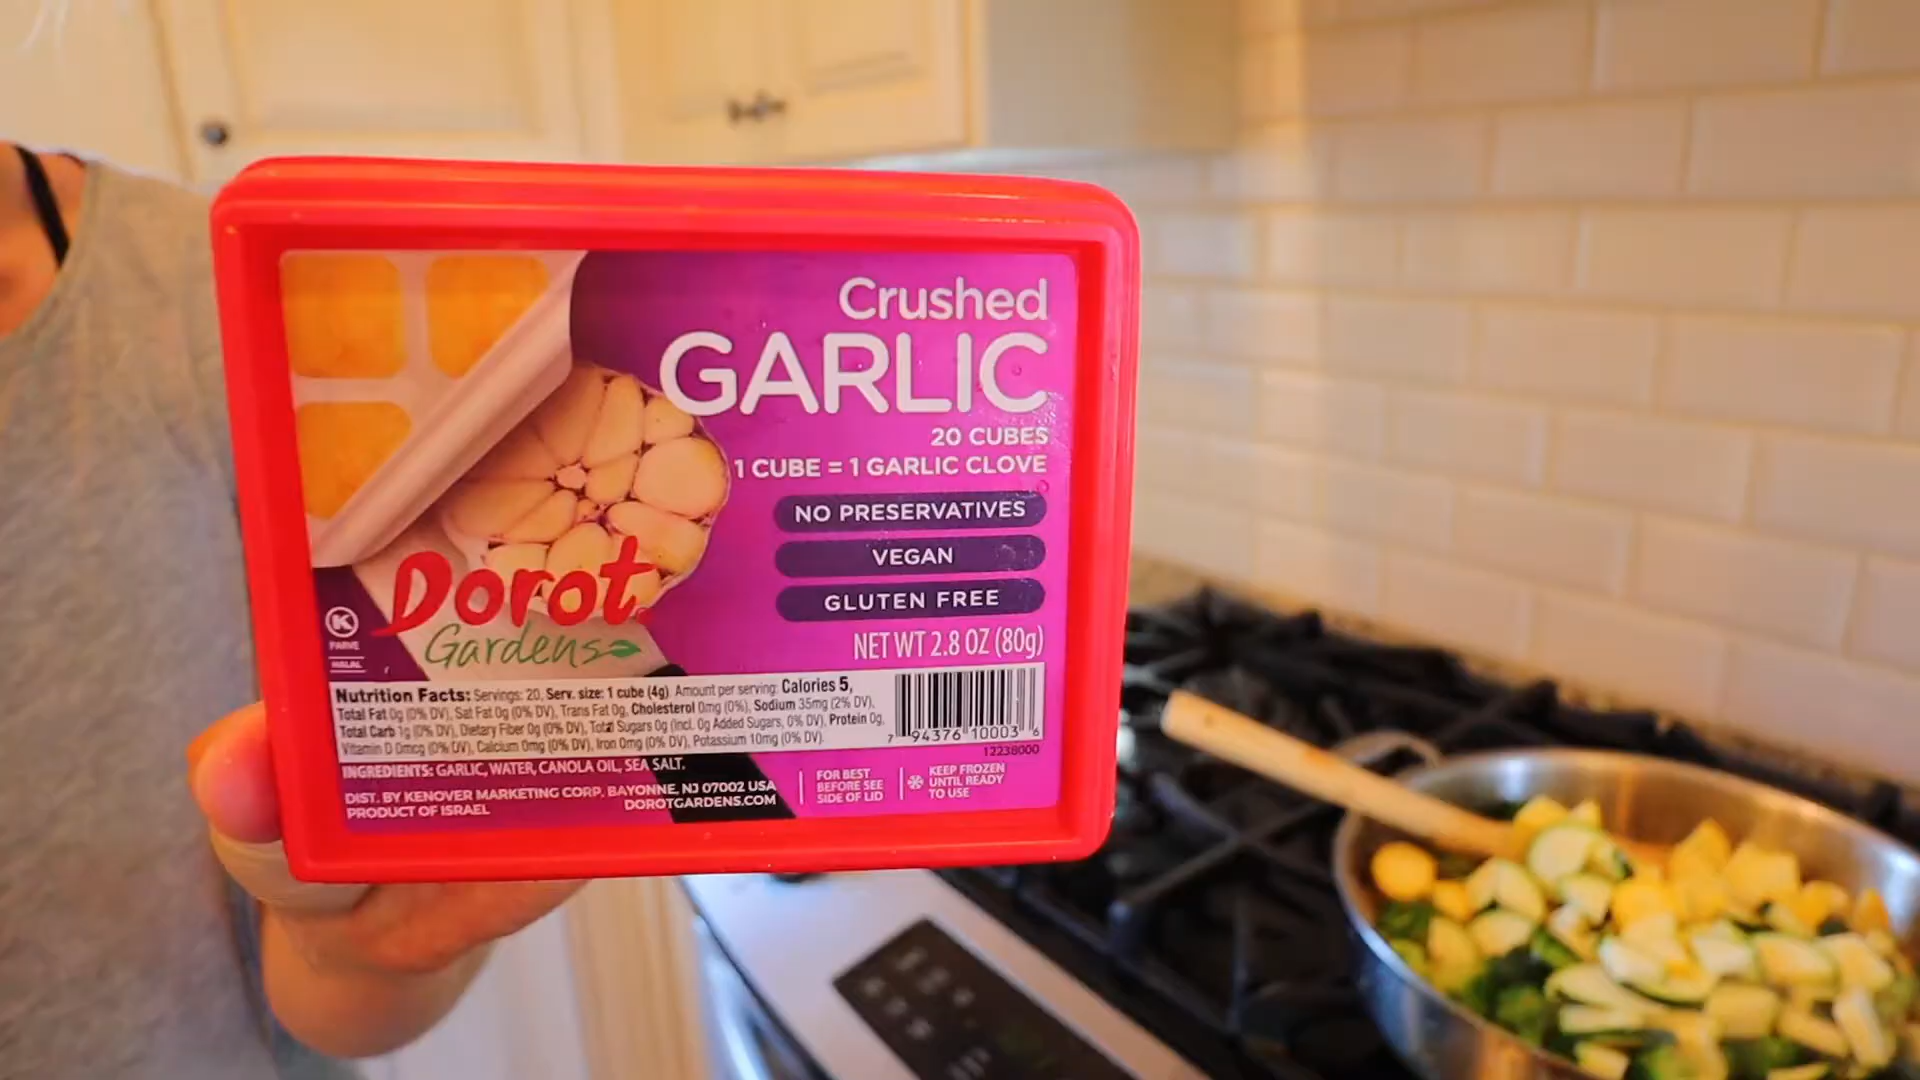 Crushed
GARLIC
20 CUBES
1 CUBE = 1 GARLIC CLOVE
NO PRESERVATIVES
VEGAN
GLUTEN FREE
NET WT 2.8 OZ (80g)
Dorot
Gardens
K
PARVE
HALAL
Nutrition Facts: Servings: 20, Serv. size: 1 cube (4g), Amount per serving: Calories 5,
Total Fat 0g (0% DV), Sat Fat 0g (0% DV), Trans Fat 0g, Cholesterol 0mg (0%), Sodium 35mg (2% DV),
Total Carb 1g (0% DV), Dietary Fiber 0g (0% DV), Total Sugars 0g (Incl. 0g Added Sugars, 0% DV), Protein 0g,
Vitamin D 0mcg (0% DV), Calcium 0mg (0% DV), Iron 0mg (0% DV), Potassium 10mg (0% DV).
7 94376 10003 6
12238000
INGREDIENTS: GARLIC, WATER, CANOLA OIL, SEA SALT.
DIST. BY KENOVER MARKETING CORP, BAYONNE, NJ 07002 USA
PRODUCT OF ISRAEL
DOROTGARDENS.COM
FOR BEST
BEFORE SEE
SIDE OF LID
KEEP FROZEN
UNTIL READY
TO USE